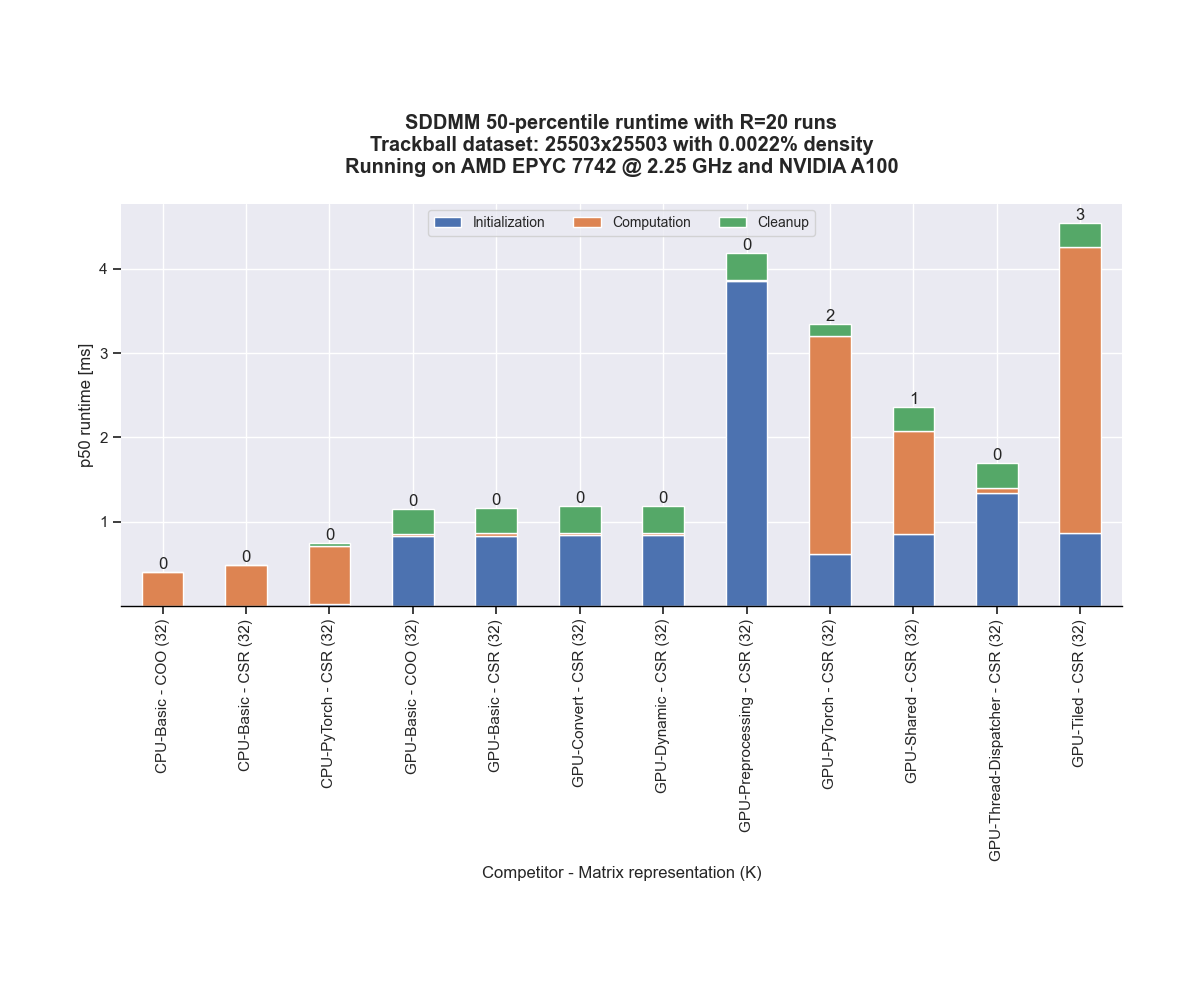 SDDMM 50-percentile runtime with R=20 runs
Trackball dataset: 25503x25503 with 0.0022% density
Running on AMD EPYC 7742 @ 2.25 GHz and NVIDIA A100
Initialization
Computation
Cleanup
p50 runtime [ms]
4
3
2
1
0
0
0
0
0
0
0
0
2
1
0
3
CPU-Basic - COO (32)
CPU-Basic - CSR (32)
CPU-PyTorch - CSR (32)
GPU-Basic - COO (32)
GPU-Basic - CSR (32)
GPU-Convert - CSR (32)
GPU-Dynamic - CSR (32)
GPU-Preprocessing - CSR (32)
GPU-PyTorch - CSR (32)
GPU-Shared - CSR (32)
GPU-Thread-Dispatcher - CSR (32)
GPU-Tiled - CSR (32)
Competitor - Matrix representation (K)